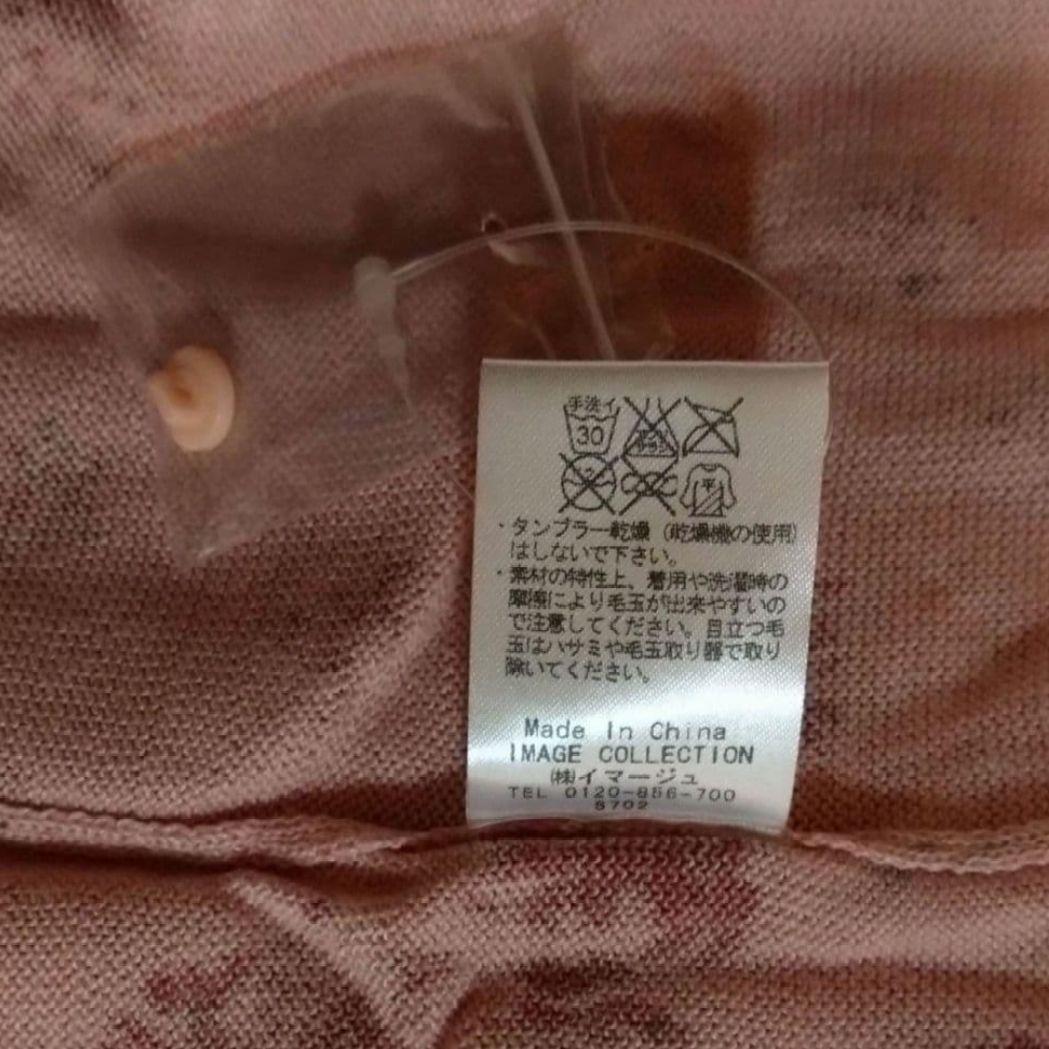 手洗イ
30
・タンブラー乾燥（乾燥機の使用）
はしないで下さい。
・素材の特性上、着用や洗濯時の
摩擦により毛玉が出来やすいの
で注意してください。目立つ毛
玉はハサミや毛玉取り器で取り
除いてください。
Made In China
IMAGE COLLECTION
㈱イマージュ
TEL 0120-856-700
S702